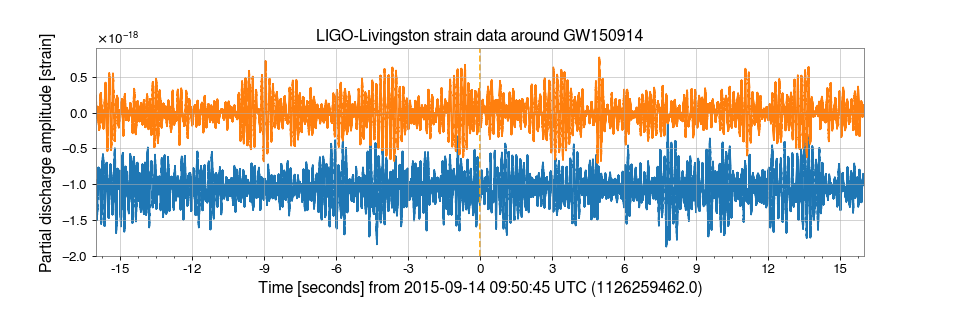 LIGO-Livingston strain data around GW150914
×10⁻¹⁸
Partial discharge amplitude [strain]
0.5
0.0
−0.5
−1.0
−1.5
−2.0
-15 -12 -9 -6 -3 0 3 6 9 12 15
Time [seconds] from 2015-09-14 09:50:45 UTC (1126259462.0)